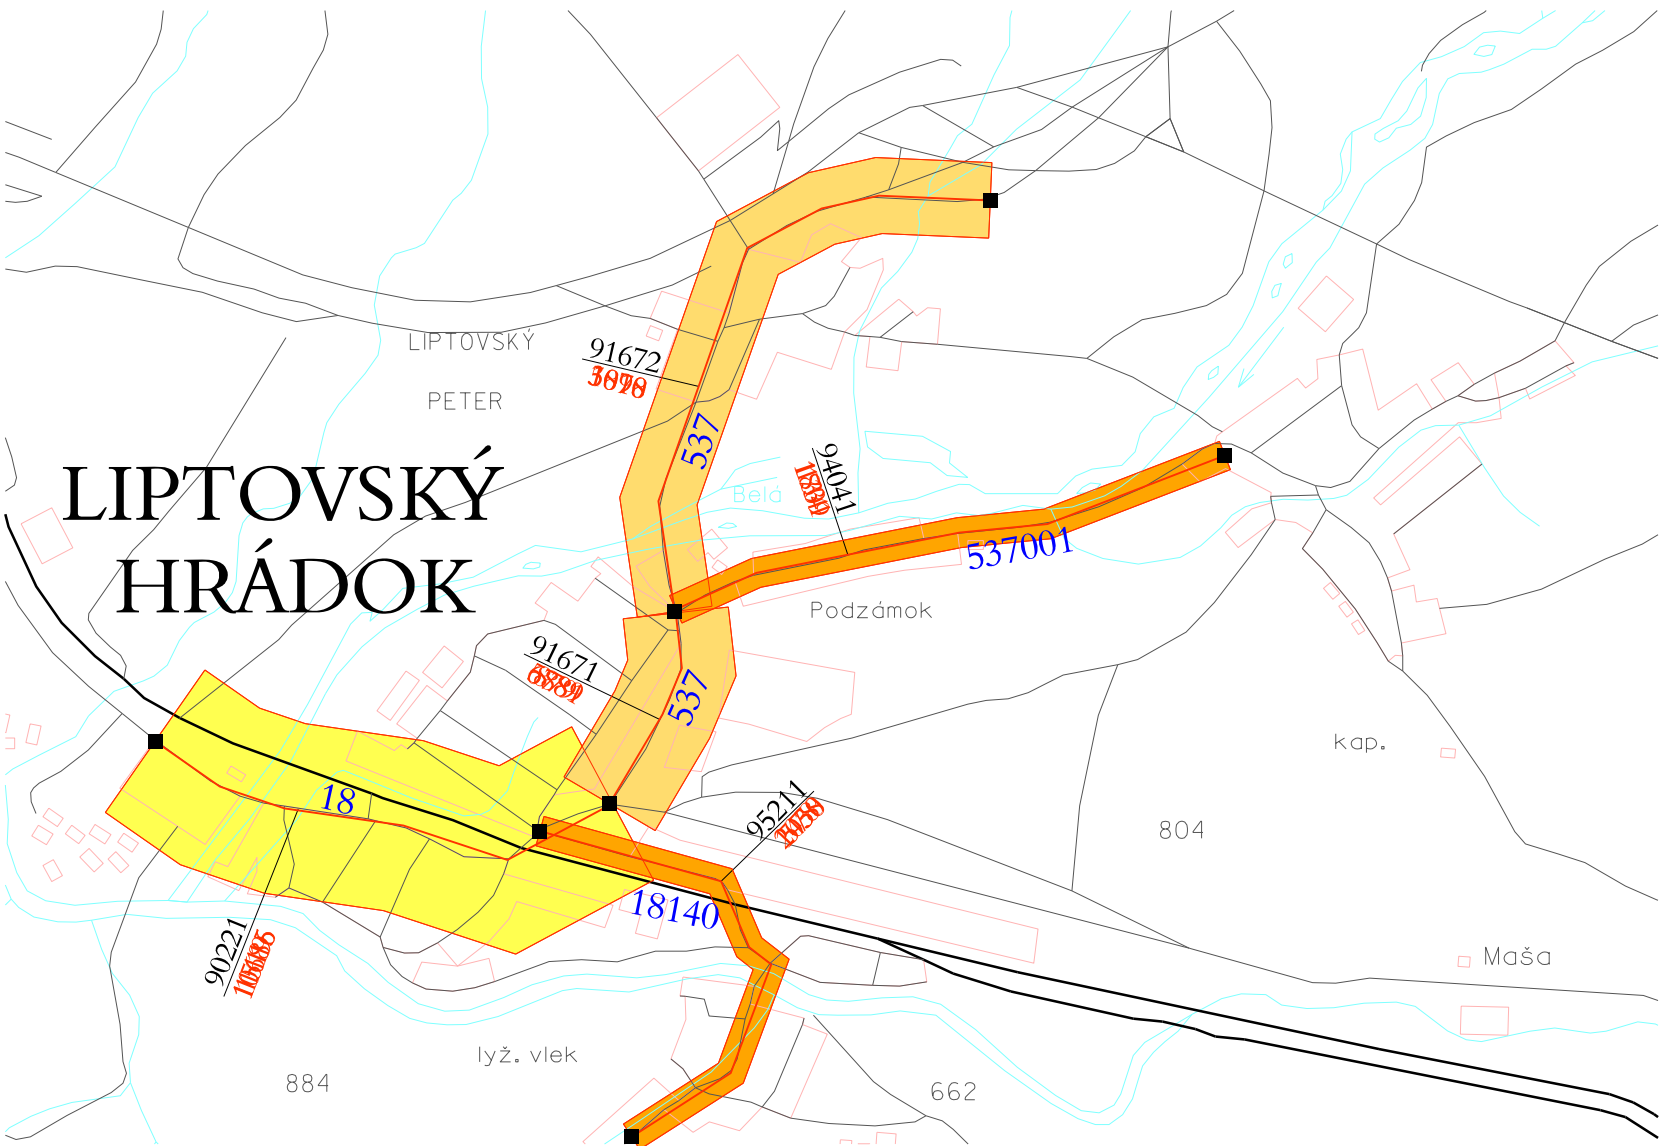 LIPTOVSKÝ
PETER
91672
537
LIPTOVSKÝ
HRÁDOK
94041
Belá
537001
Podzámok
91671
537
kap.
18
95211
804
18140
90221
Maša
lyž. vlek
884
662